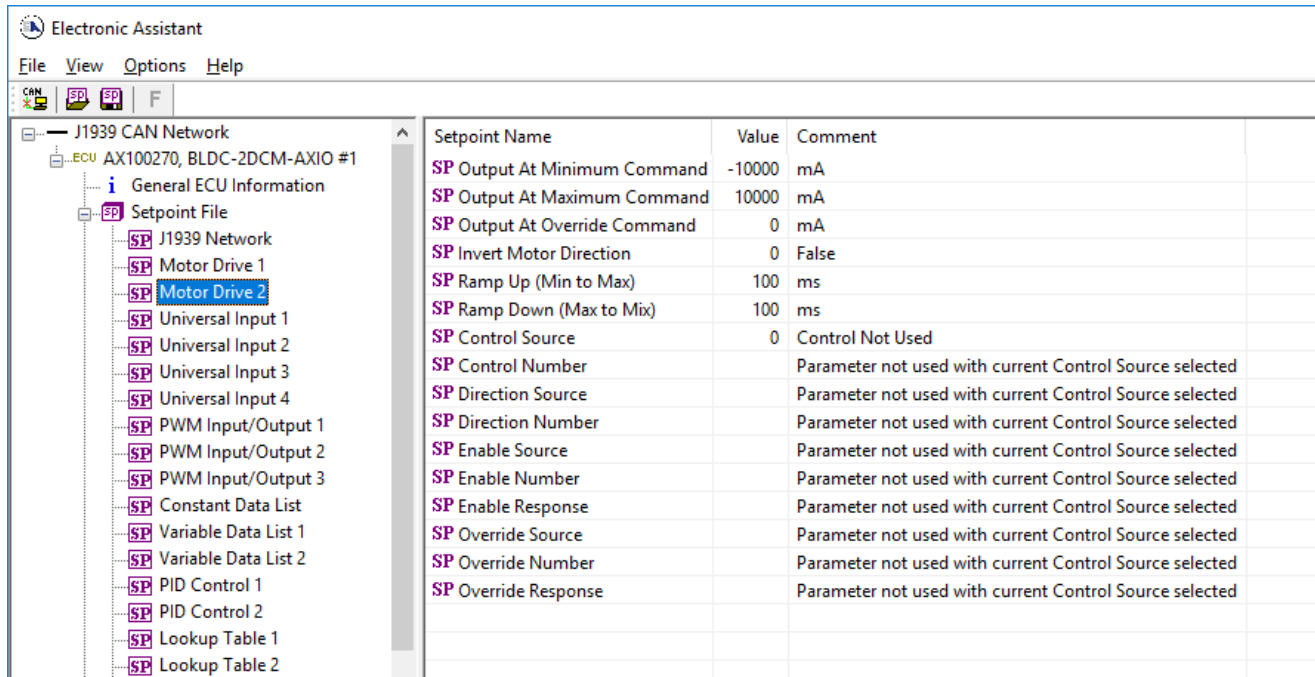 Electronic Assistant
File View Options Help
CAN SP SP F
J1939 CAN Network
ECU AX100270, BLDC-2DCM-AXIO #1
i General ECU Information
SP Setpoint File
SP J1939 Network
SP Motor Drive 1
SP Motor Drive 2
SP Universal Input 1
SP Universal Input 2
SP Universal Input 3
SP Universal Input 4
SP PWM Input/Output 1
SP PWM Input/Output 2
SP PWM Input/Output 3
SP Constant Data List
SP Variable Data List 1
SP Variable Data List 2
SP PID Control 1
SP PID Control 2
SP Lookup Table 1
SP Lookup Table 2
Setpoint Name Value Comment
SP Output At Minimum Command -10000 mA
SP Output At Maximum Command 10000 mA
SP Output At Override Command 0 mA
SP Invert Motor Direction 0 False
SP Ramp Up (Min to Max) 100 ms
SP Ramp Down (Max to Mix) 100 ms
SP Control Source 0 Control Not Used
SP Control Number Parameter not used with current Control Source selected
SP Direction Source Parameter not used with current Control Source selected
SP Direction Number Parameter not used with current Control Source selected
SP Enable Source Parameter not used with current Control Source selected
SP Enable Number Parameter not used with current Control Source selected
SP Enable Response Parameter not used with current Control Source selected
SP Override Source Parameter not used with current Control Source selected
SP Override Number Parameter not used with current Control Source selected
SP Override Response Parameter not used with current Control Source selected